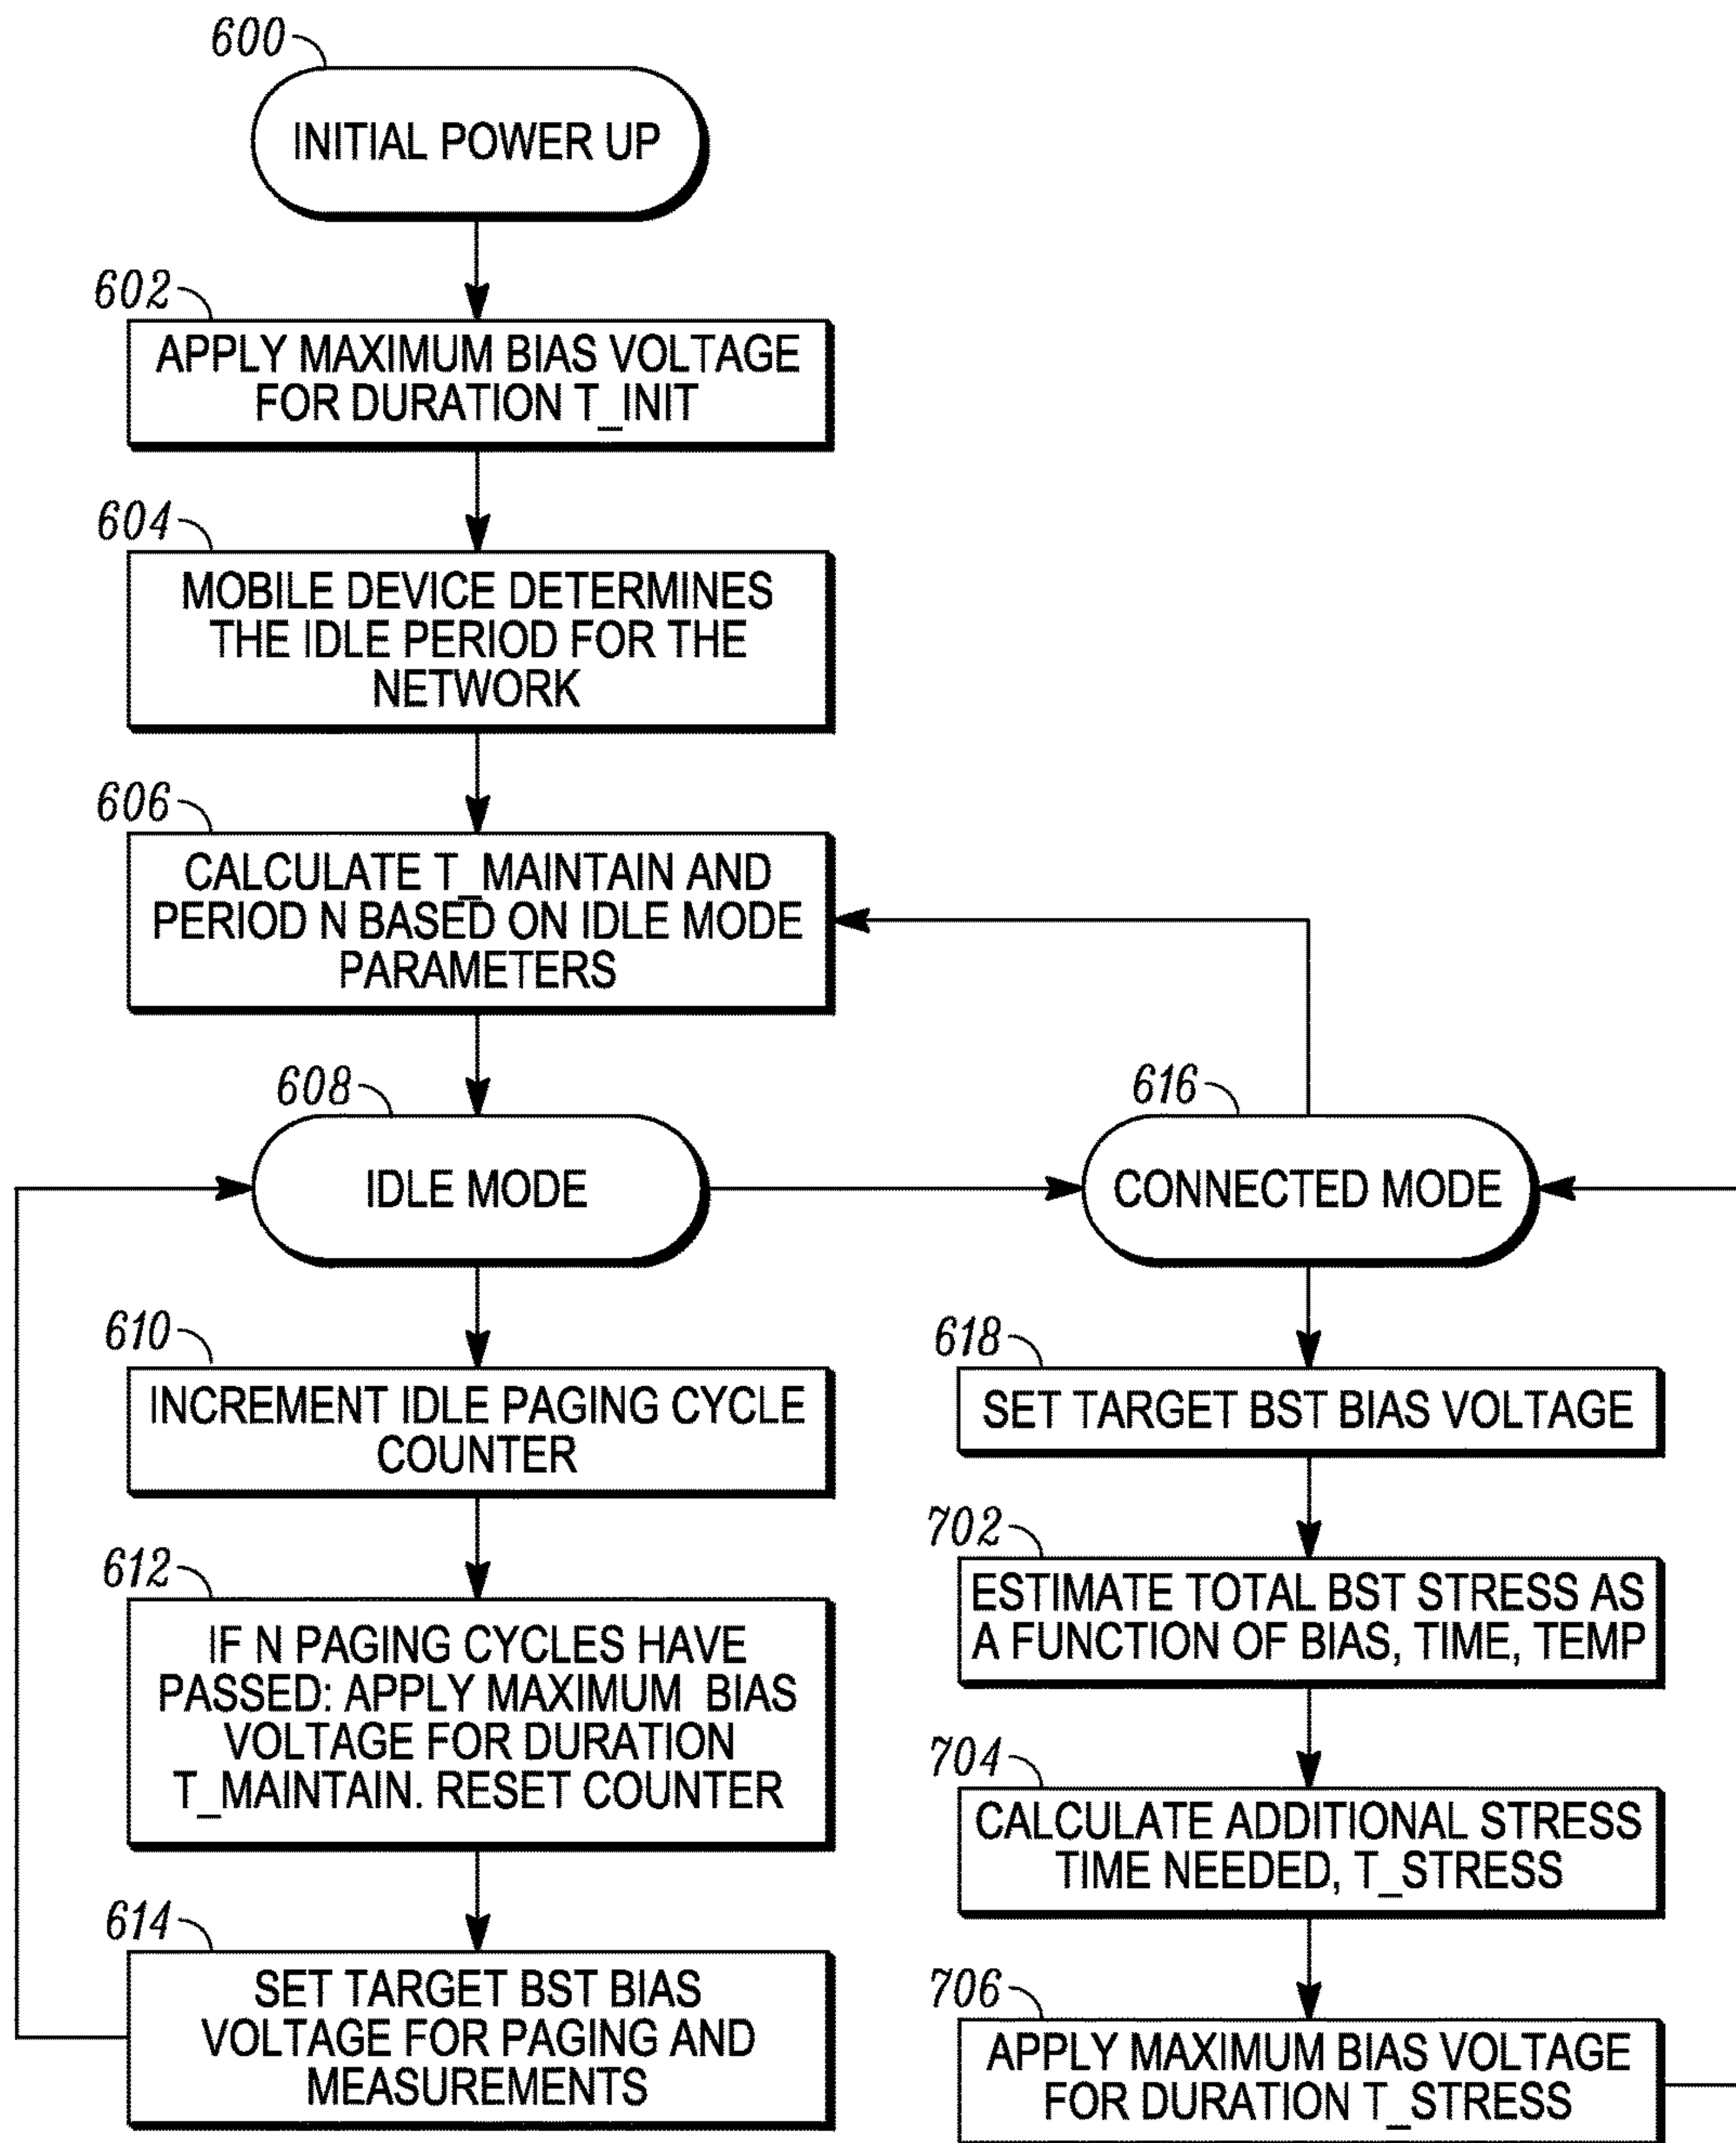 600
INITIAL POWER UP
602
APPLY MAXIMUM BIAS VOLTAGE
FOR DURATION T_INIT
604
MOBILE DEVICE DETERMINES
THE IDLE PERIOD FOR THE
NETWORK
606
CALCULATE T_MAINTAIN AND
PERIOD N BASED ON IDLE MODE
PARAMETERS
608
IDLE MODE
610
INCREMENT IDLE PAGING CYCLE
COUNTER
612
IF N PAGING CYCLES HAVE
PASSED: APPLY MAXIMUM BIAS
VOLTAGE FOR DURATION
T_MAINTAIN. RESET COUNTER
614
SET TARGET BST BIAS
VOLTAGE FOR PAGING AND
MEASUREMENTS
616
CONNECTED MODE
618
SET TARGET BST BIAS VOLTAGE
702
ESTIMATE TOTAL BST STRESS AS
A FUNCTION OF BIAS, TIME, TEMP
704
CALCULATE ADDITIONAL STRESS
TIME NEEDED, T_STRESS
706
APPLY MAXIMUM BIAS VOLTAGE
FOR DURATION T_STRESS